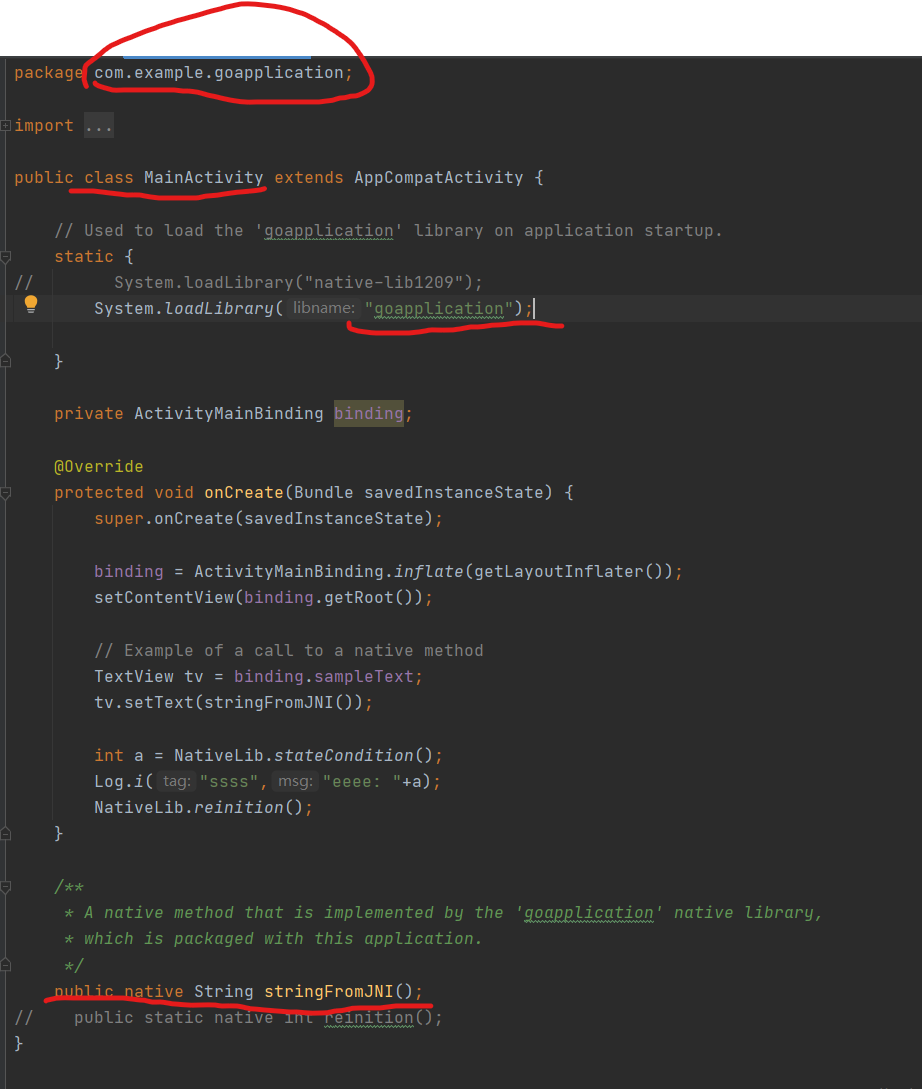 package com.example.goapplication;
import ...
public class MainActivity extends AppCompatActivity {
// Used to load the 'goapplication' library on application startup.
static {
// System.loadLibrary("native-lib1209");
System.loadLibrary( libname: "goapplication");
}
private ActivityMainBinding binding;
@Override
protected void onCreate(Bundle savedInstanceState) {
super.onCreate(savedInstanceState);
binding = ActivityMainBinding.inflate(getLayoutInflater());
setContentView(binding.getRoot());
// Example of a call to a native method
TextView tv = binding.sampleText;
tv.setText(stringFromJNI());
int a = NativeLib.stateCondition();
Log.i( tag: "ssss", msg: "eeee: "+a);
NativeLib.reinition();
}
/**
* A native method that is implemented by the 'goapplication' native library,
* which is packaged with this application.
*/
public native String stringFromJNI();
// public static native int reinition();
}